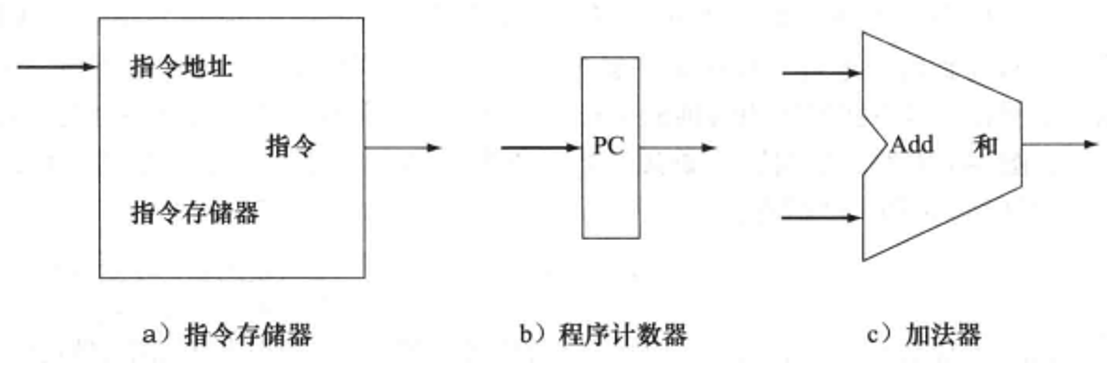 指令地址
指令
指令存储器
PC
Add 和
a）指令存储器
b）程序计数器
c）加法器